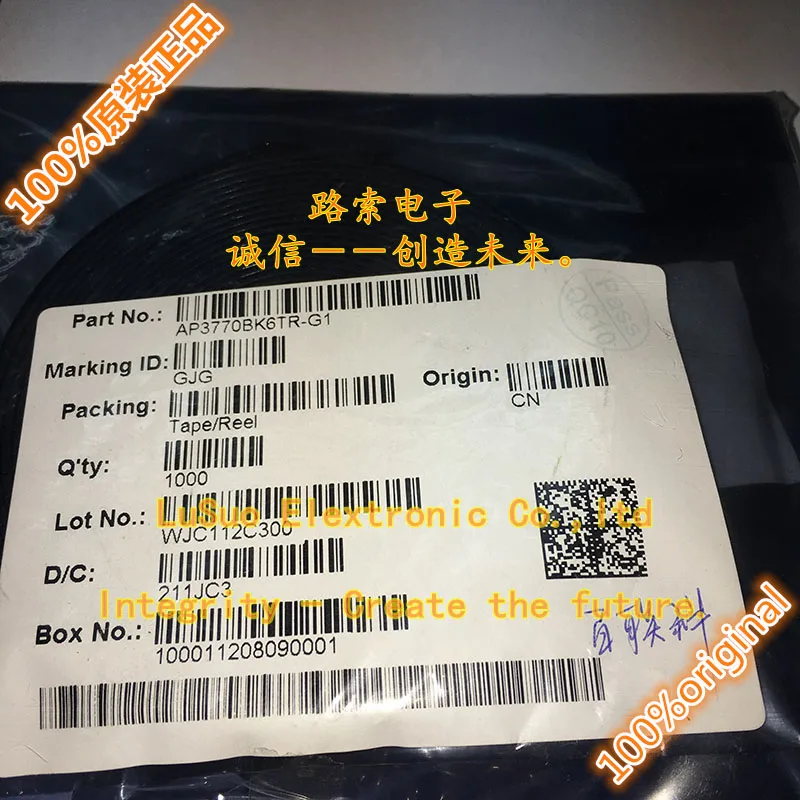 100%原装正品
路索电子
诚信－－创造未来。
Pass
QC10
Part No.:
AP3770BK6TR-G1
Marking ID:
GJG
Origin:
CN
Packing:
Tape/Reel
Q'ty:
1000
Lot No.:
WJC112C300
LuSuo Elextronic Co.,ltd
D/C:
211JC3
Integrity - Create the future!
Box No.:
100011208090001
100%original